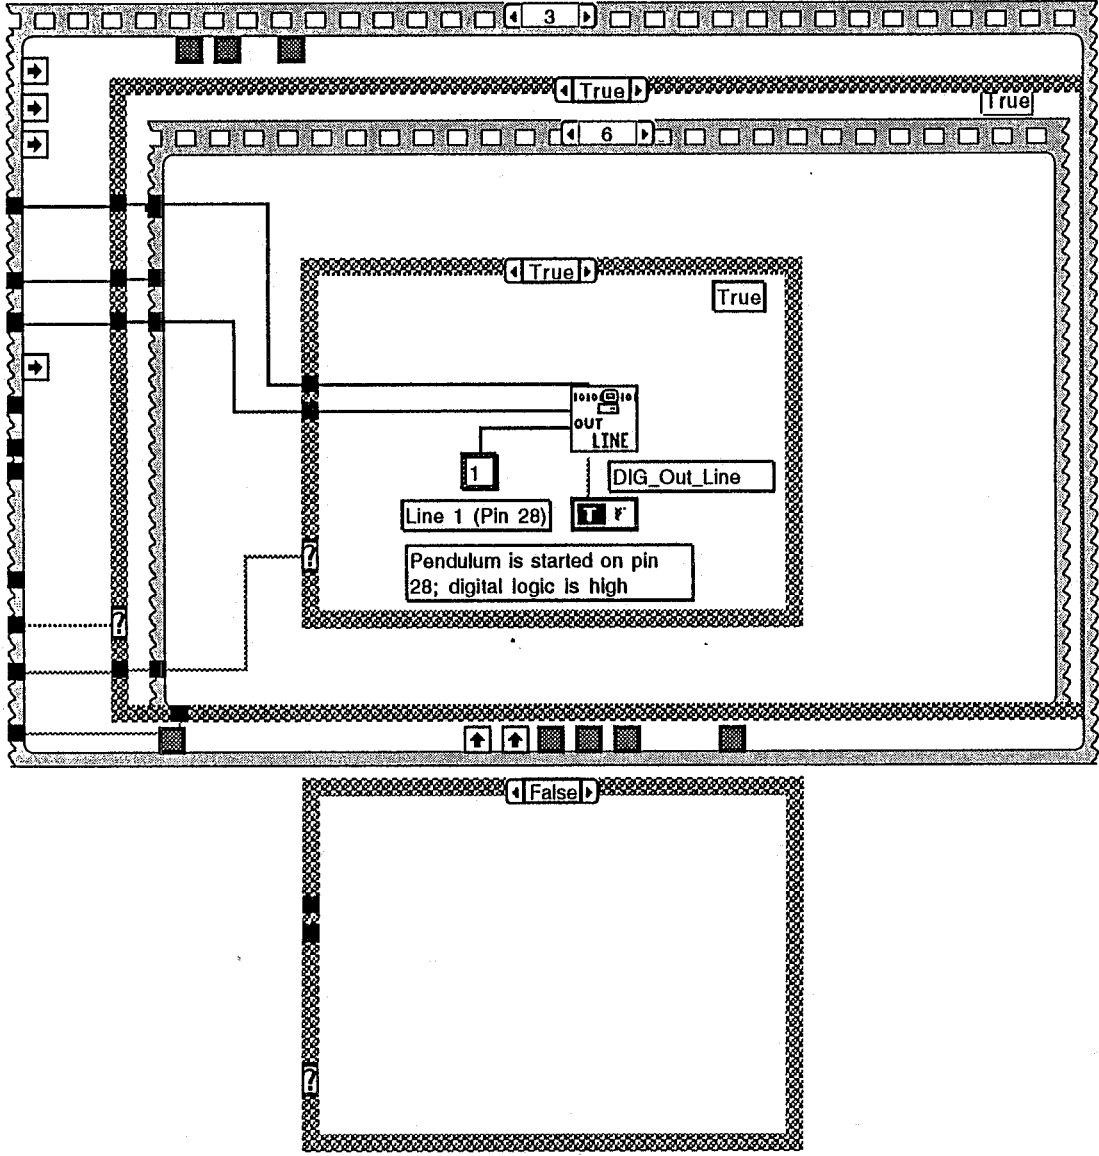 3
True
True
6
True
True
OUT
LINE
1
DIG_Out_Line
Line 1 (Pin 28)
T F
Pendulum is started on pin
28; digital logic is high
?
?
False
?